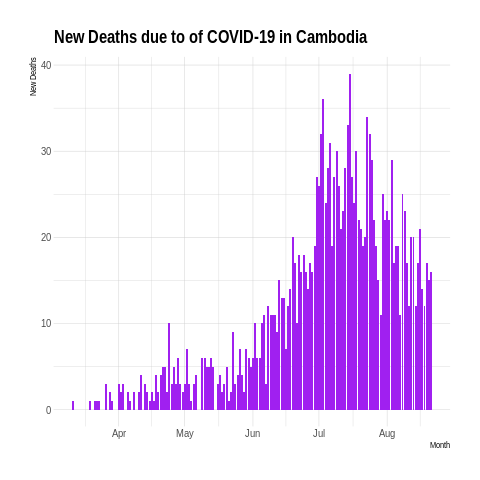 New Deaths due to of COVID-19 in Cambodia
New Deaths
40
30
20
10
0
Apr May Jun Jul Aug
Month